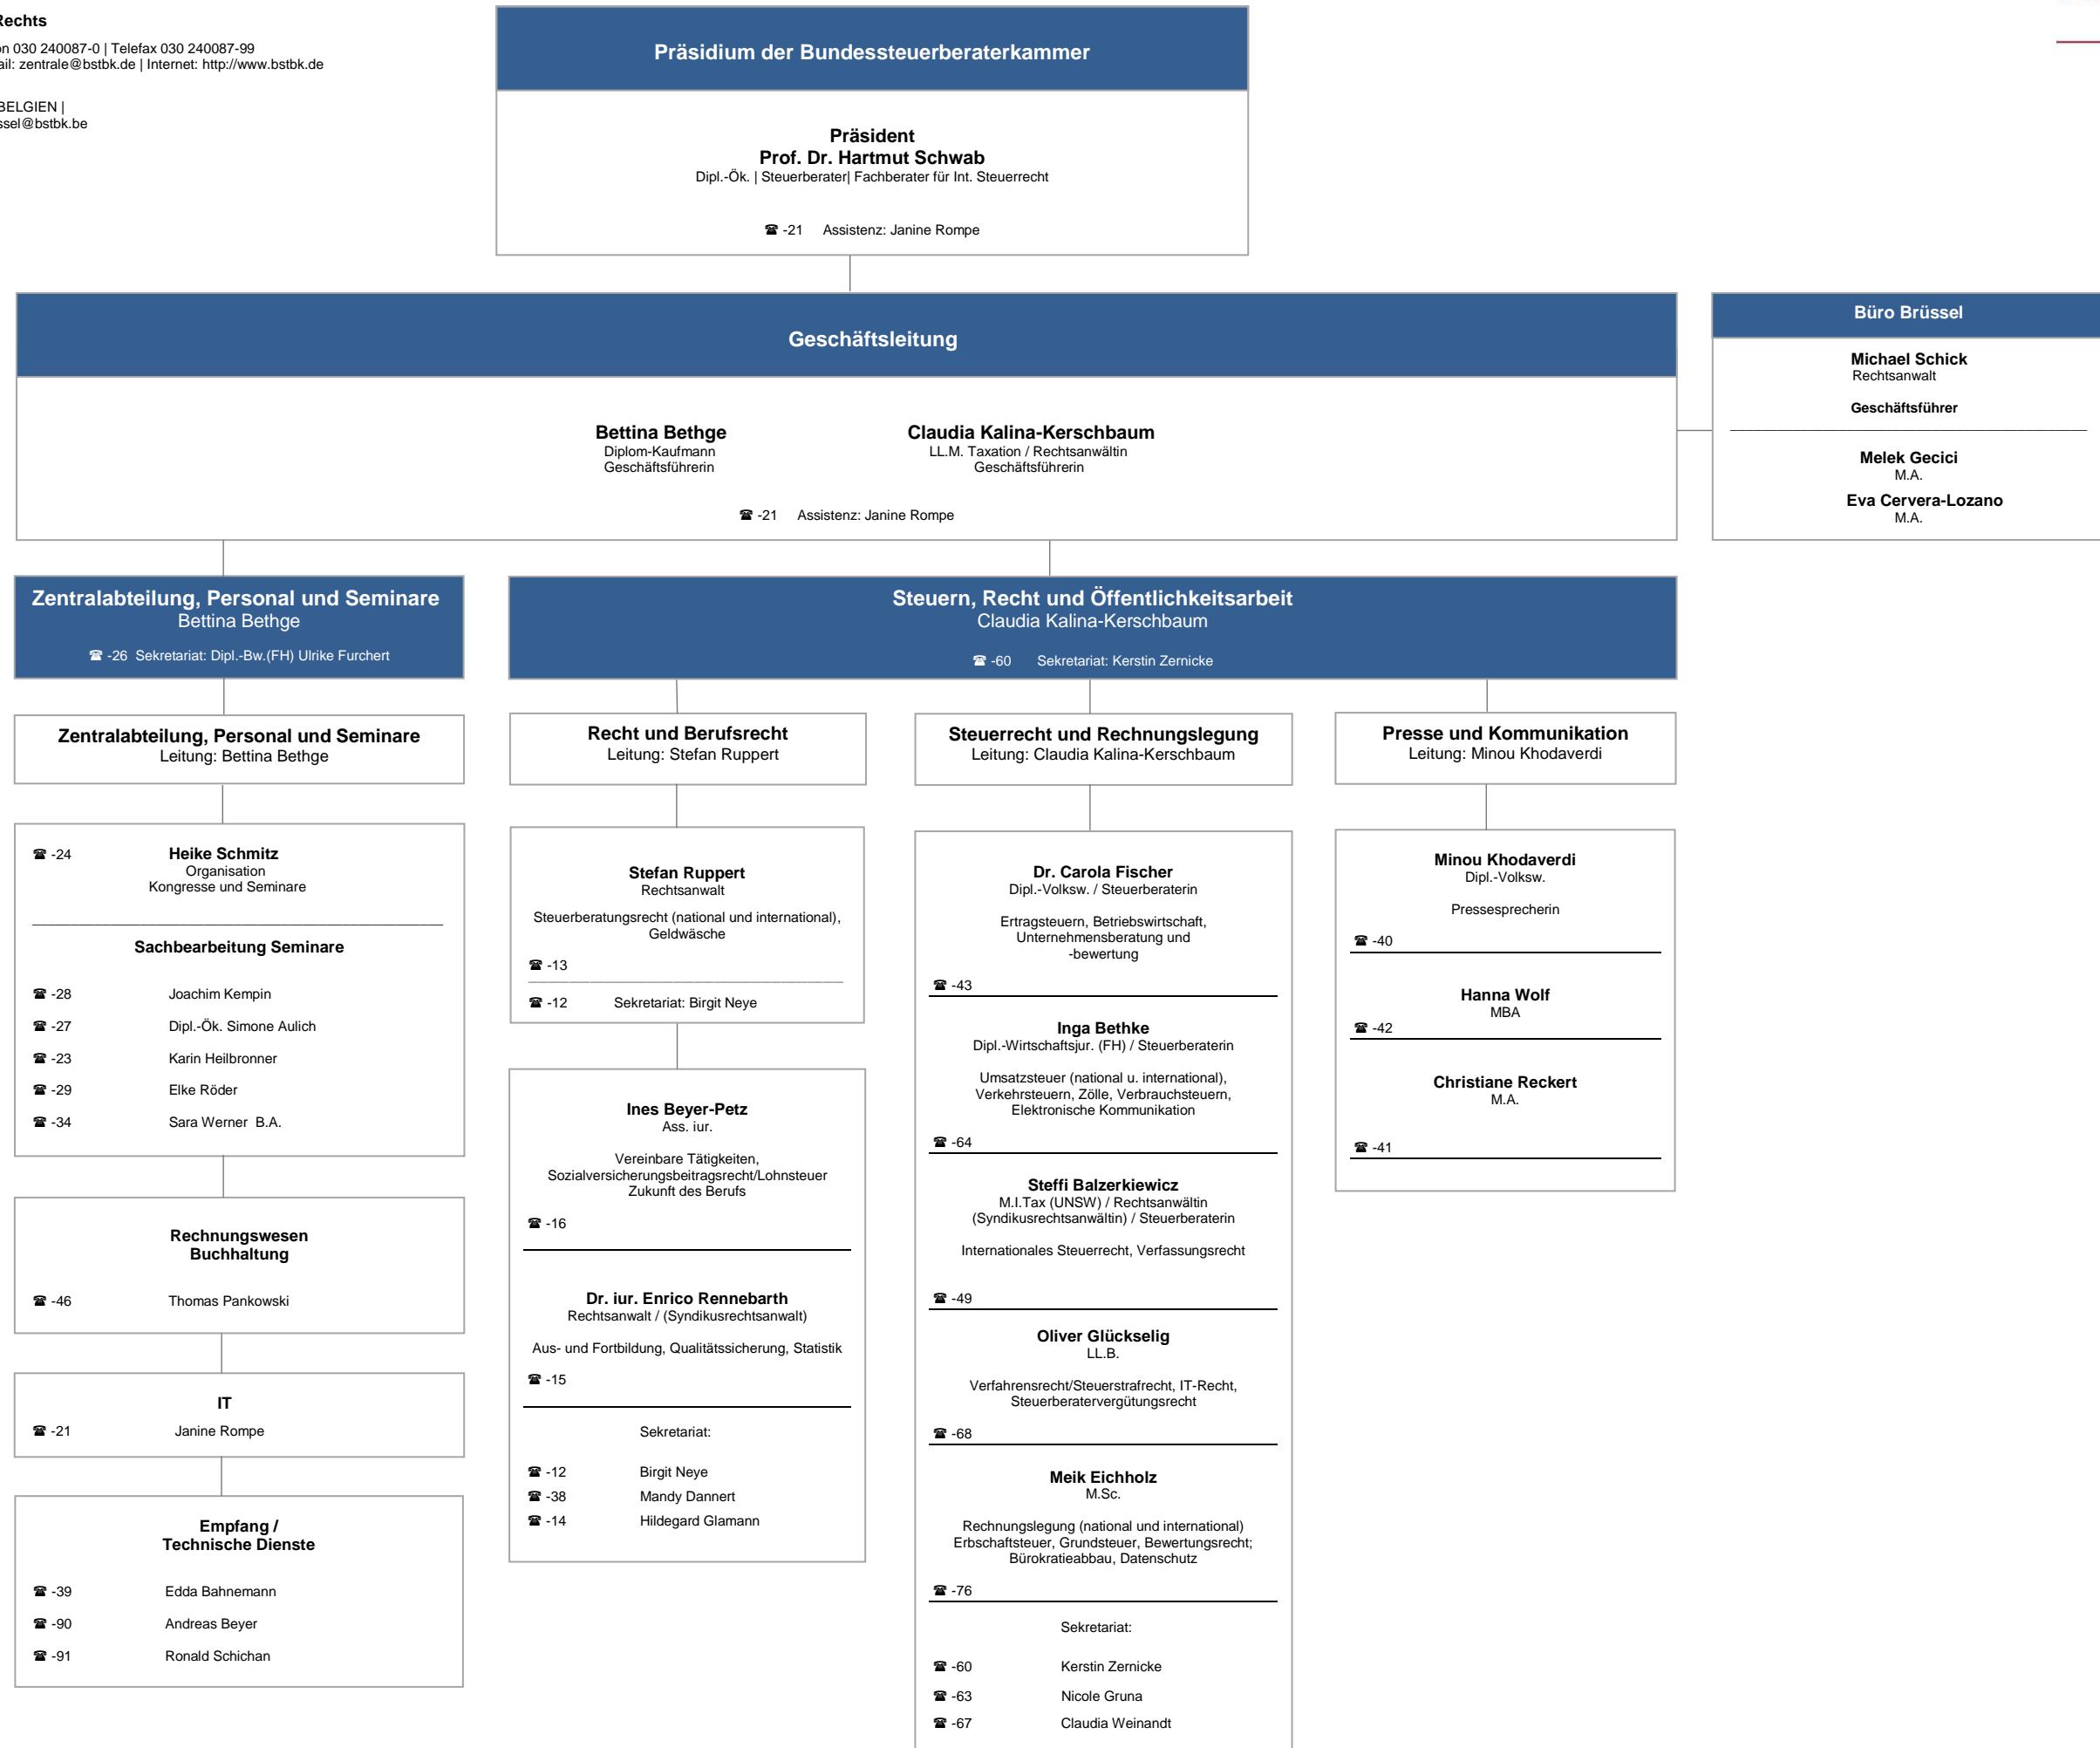 Rechts
on 030 240087-0 | Telefax 030 240087-99
ail: zentrale@bstbk.de | Internet: http://www.bstbk.de
BELGIEN |
ssel@bstbk.be
Präsidium der Bundessteuerberaterkammer
Präsident
Prof. Dr. Hartmut Schwab
Dipl.-Ök. | Steuerberater| Fachberater für Int. Steuerrecht
☎ -21 Assistenz: Janine Rompe
Geschäftsleitung
Bettina Bethge
Diplom-Kaufmann
Geschäftsführerin
Claudia Kalina-Kerschbaum
LL.M. Taxation / Rechtsanwältin
Geschäftsführerin
☎ -21 Assistenz: Janine Rompe
Büro Brüssel
Michael Schick
Rechtsanwalt
Geschäftsführer
Melek Gecici
M.A.
Eva Cervera-Lozano
M.A.
Zentralabteilung, Personal und Seminare
Bettina Bethge
☎ -26 Sekretariat: Dipl.-Bw.(FH) Ulrike Furchert
Steuern, Recht und Öffentlichkeitsarbeit
Claudia Kalina-Kerschbaum
☎ -60 Sekretariat: Kerstin Zernicke
Zentralabteilung, Personal und Seminare
Leitung: Bettina Bethge
☎ -24 Heike Schmitz
Organisation
Kongresse und Seminare
Sachbearbeitung Seminare
☎ -28 Joachim Kempin
☎ -27 Dipl.-Ök. Simone Aulich
☎ -23 Karin Heilbronner
☎ -29 Elke Röder
☎ -34 Sara Werner B.A.
Rechnungswesen
Buchhaltung
☎ -46 Thomas Pankowski
IT
☎ -21 Janine Rompe
Empfang /
Technische Dienste
☎ -39 Edda Bahnemann
☎ -90 Andreas Beyer
☎ -91 Ronald Schichan
Recht und Berufsrecht
Leitung: Stefan Ruppert
Stefan Ruppert
Rechtsanwalt
Steuerberatungsrecht (national und international),
Geldwäsche
☎ -13
☎ -12 Sekretariat: Birgit Neye
Ines Beyer-Petz
Ass. iur.
Vereinbare Tätigkeiten,
Sozialversicherungsbeitragsrecht/Lohnsteuer
Zukunft des Berufs
☎ -16
Dr. iur. Enrico Rennebarth
Rechtsanwalt / (Syndikusrechtsanwalt)
Aus- und Fortbildung, Qualitätssicherung, Statistik
☎ -15
Sekretariat:
☎ -12 Birgit Neye
☎ -38 Mandy Dannert
☎ -14 Hildegard Glamann
Steuerrecht und Rechnungslegung
Leitung: Claudia Kalina-Kerschbaum
Dr. Carola Fischer
Dipl.-Volksw. / Steuerberaterin
Ertragsteuern, Betriebswirtschaft,
Unternehmensberatung und
-bewertung
☎ -43
Inga Bethke
Dipl.-Wirtschaftsjur. (FH) / Steuerberaterin
Umsatzsteuer (national u. international),
Verkehrsteuern, Zölle, Verbrauchsteuern,
Elektronische Kommunikation
☎ -64
Steffi Balzerkiewicz
M.I.Tax (UNSW) / Rechtsanwältin
(Syndikusrechtsanwältin) / Steuerberaterin
Internationales Steuerrecht, Verfassungsrecht
☎ -49
Oliver Glückselig
LL.B.
Verfahrensrecht/Steuerstrafrecht, IT-Recht,
Steuerberatervergütungsrecht
☎ -68
Meik Eichholz
M.Sc.
Rechnungslegung (national und international)
Erbschaftsteuer, Grundsteuer, Bewertungsrecht;
Bürokratieabbau, Datenschutz
☎ -76
Sekretariat:
☎ -60 Kerstin Zernicke
☎ -63 Nicole Gruna
☎ -67 Claudia Weinandt
Presse und Kommunikation
Leitung: Minou Khodaverdi
Minou Khodaverdi
Dipl.-Volksw.
Pressesprecherin
☎ -40
Hanna Wolf
MBA
☎ -42
Christiane Reckert
M.A.
☎ -41